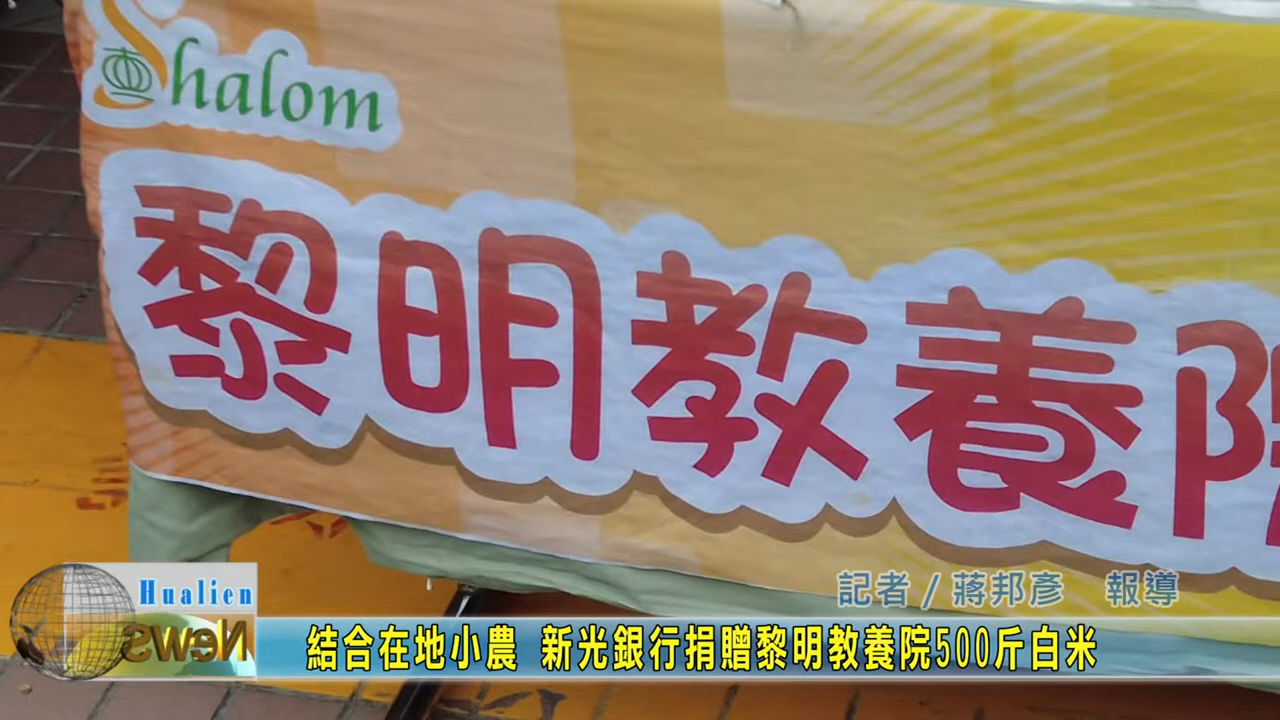 Shalom
黎明教養院
記者/蔣邦彥 報導
Hualien
News
結合在地小農 新光銀行捐贈黎明教養院500斤白米